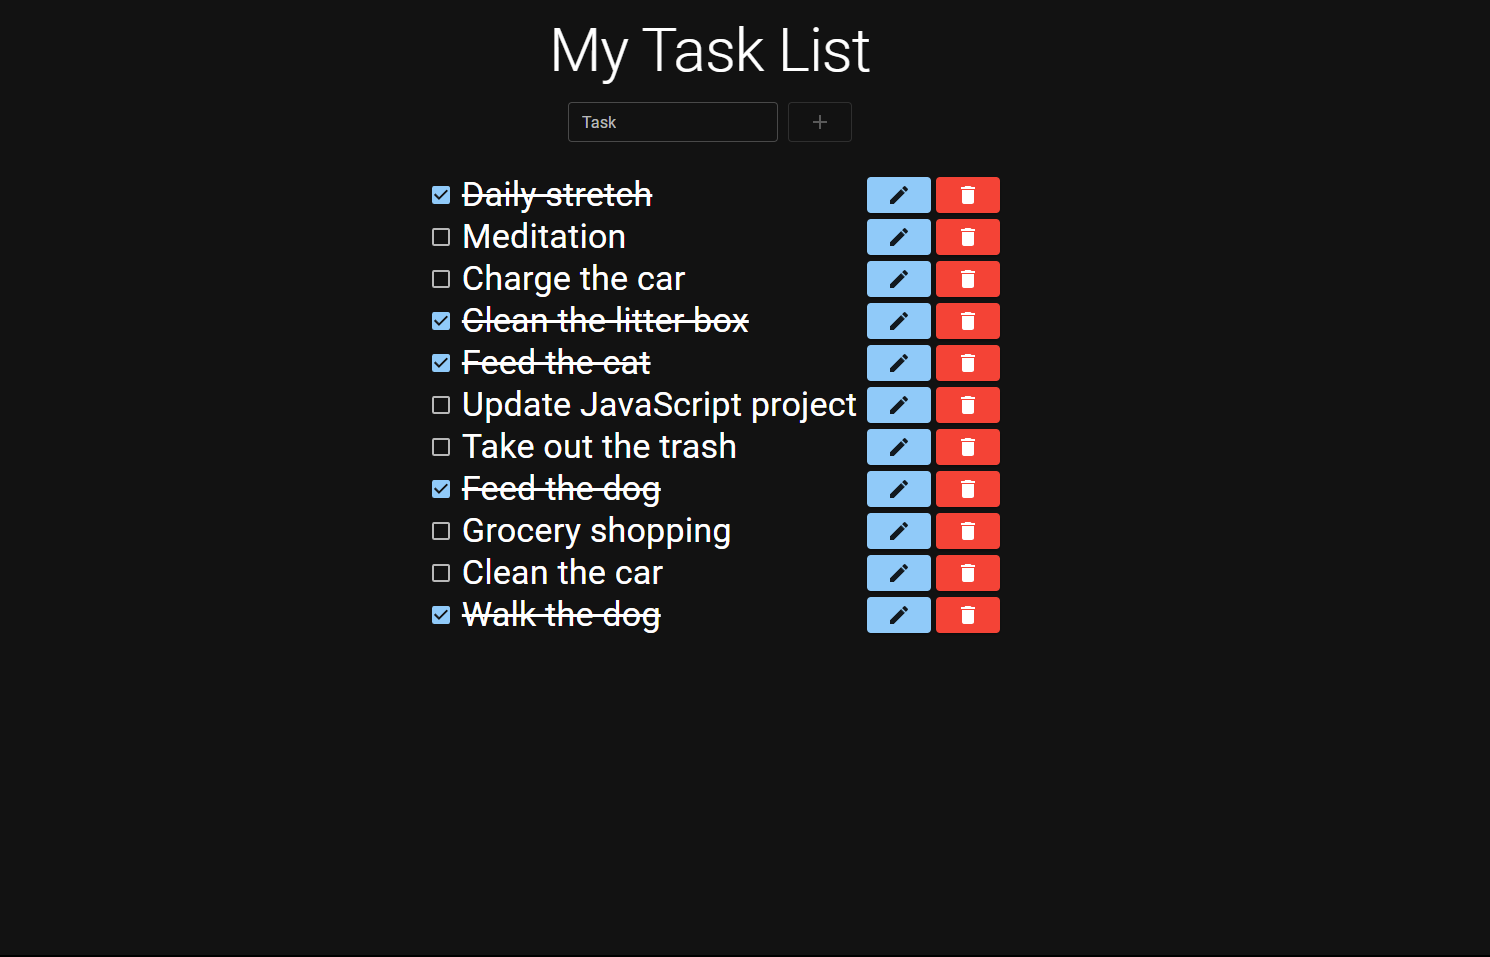 My Task List
Task
Daily stretch
Meditation
Charge the car
Clean the litter box
Feed the cat
Update JavaScript project
Take out the trash
Feed the dog
Grocery shopping
Clean the car
Walk the dog